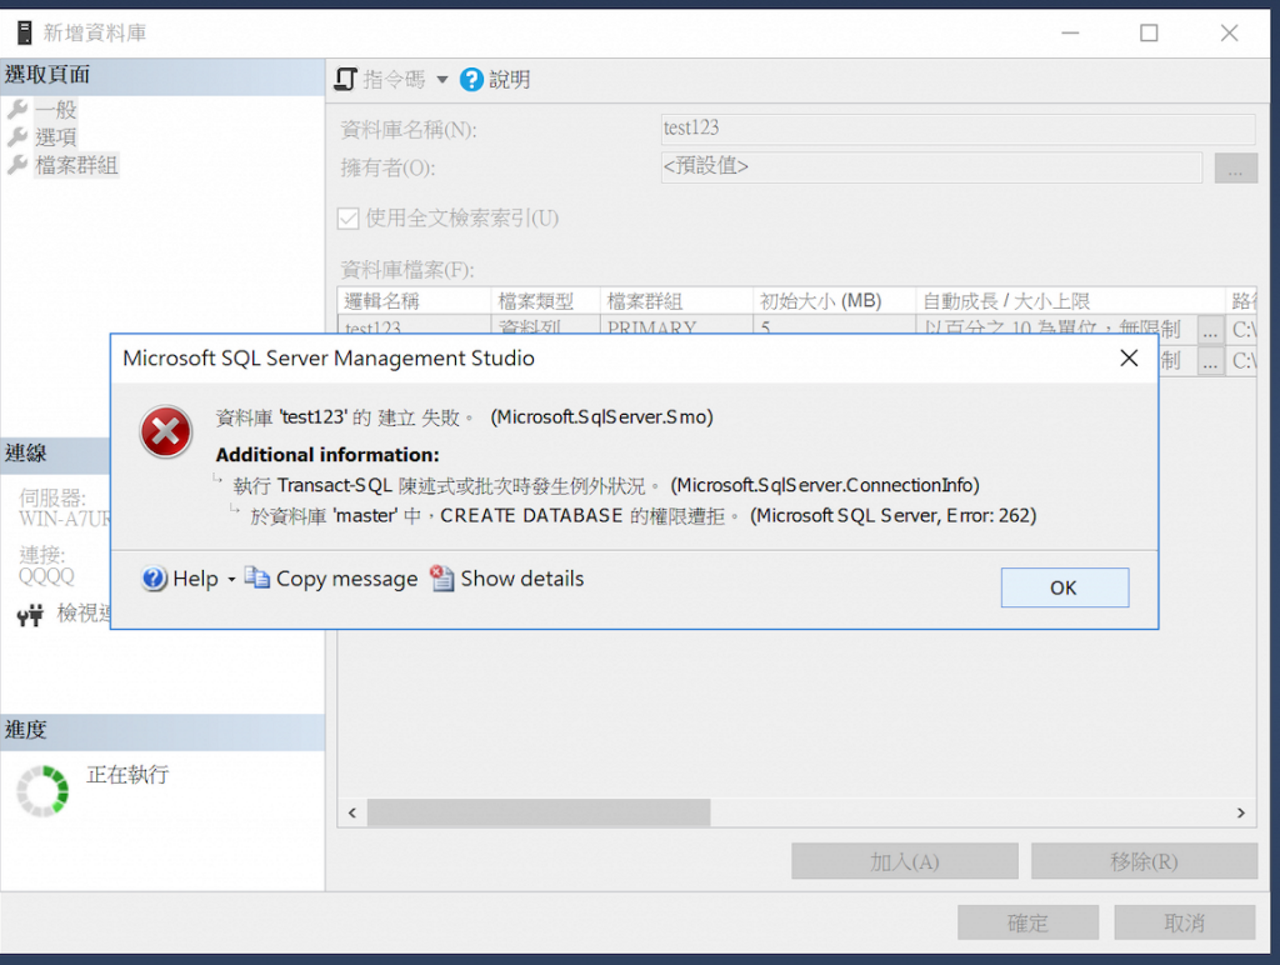 新增資料庫
選取頁面
一般
選項
檔案群組
指令碼
說明
資料庫名稱(N):
test123
擁有者(O):
<預設值>
...
使用全文檢索索引(U)
資料庫檔案(F):
邏輯名稱 檔案類型 檔案群組 初始大小 (MB) 自動成長 / 大小上限
test123 資料列 PRIMARY 5 以百分之 10 為單位，無限制 ... C:\
制 ... C:\
Microsoft SQL Server Management Studio
資料庫 'test123' 的 建立 失敗。 (Microsoft.SqlServer.Smo)
Additional information:
執行 Transact-SQL 陳述式或批次時發生例外狀況。 (Microsoft.SqlServer.ConnectionInfo)
於資料庫 'master' 中，CREATE DATABASE 的權限遭拒。 (Microsoft SQL Server, Error: 262)
Help
Copy message
Show details
OK
連線
伺服器:
WIN-A7UR
連接:
QQQQ
檢視
進度
正在執行
加入(A)
移除(R)
確定
取消